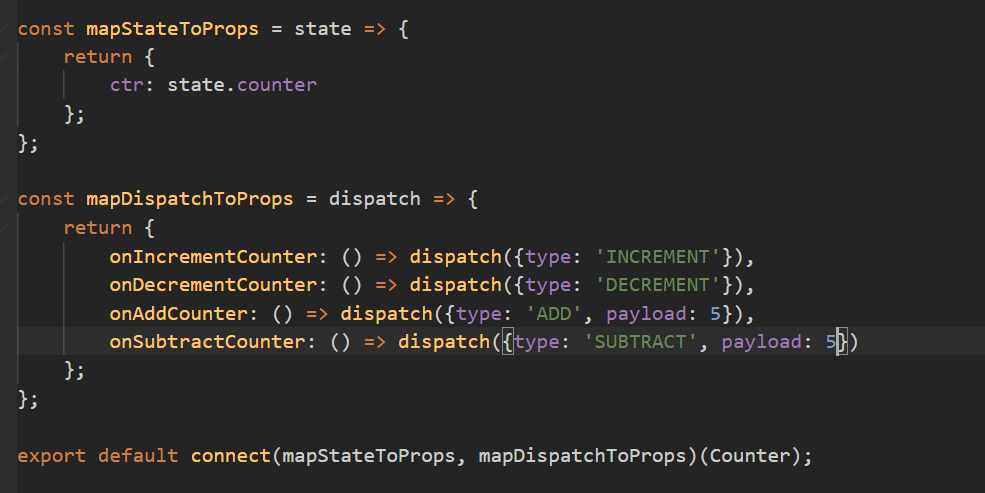 const mapStateToProps = state => {
    return {
        ctr: state.counter
    };
};
const mapDispatchToProps = dispatch => {
    return {
        onIncrementCounter: () => dispatch({type: 'INCREMENT'}),
        onDecrementCounter: () => dispatch({type: 'DECREMENT'}),
        onAddCounter: () => dispatch({type: 'ADD', payload: 5}),
        onSubtractCounter: () => dispatch({type: 'SUBTRACT', payload: 5})
    };
};
export default connect(mapStateToProps, mapDispatchToProps)(Counter);